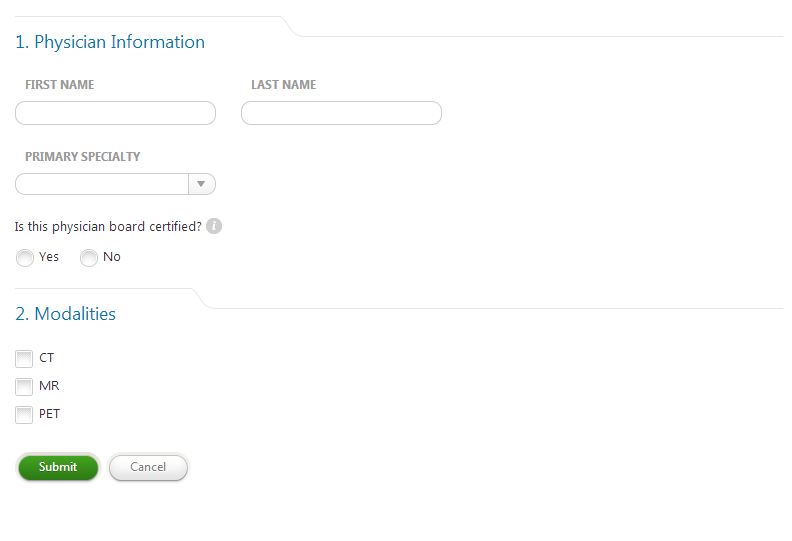 1. Physician Information
FIRST NAME LAST NAME
PRIMARY SPECIALTY
Is this physician board certified? i
Yes No
2. Modalities
CT
MR
PET
Submit Cancel